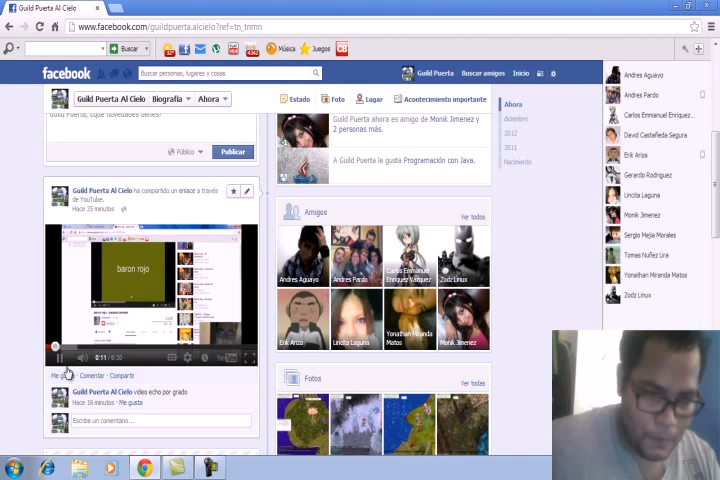 Guild Puerta Al Cielo
www.facebook.com/guildpuerta.alcielo?ref=tn_tnmn
Buscar
Música
Juegos
facebook
Buscar personas, lugares y cosas
Guild Puerta
Buscar amigos
Inicio
Guild Puerta Al Cielo
Biografía
Ahora
Estado
Foto
Lugar
Acontecimiento importante
Guild Puerta, ¿qué novedades tienes?
Público
Publicar
Guild Puerta Al Cielo ha compartido un enlace a través
de YouTube.
Hace 35 minutos
baron rojo
0:11 / 6:30
Me gusta · Comentar · Compartir
Guild Puerta Al Cielo video echo por grado
Hace 16 minutos · Me gusta
Escribe un comentario...
Guild Puerta ahora es amigo de Monik Jimenez y
2 personas más.
A Guild Puerta le gusta Programación con Java.
Amigos
Ver todos
Andres Aguayo
Andres Pardo
Carlos Emmanuel
Enriquez Vazquez
Zodz Linux
Erik Ariza
Lincita Laguna
Yonathan Miranda
Matos
Monik Jimenez
Fotos
Ver todas
Ahora
diciembre
2012
2011
Nacimiento
Andres Aguayo
Andres Pardo
Carlos Emmanuel Enriquez...
David Castañeda Segura
Erik Ariza
Gerardo Rodriguez
Lincita Laguna
Monik Jimenez
Sergio Mejia Morales
Tomas Nuñez Lira
Yonathan Miranda Matos
Zodz Linux